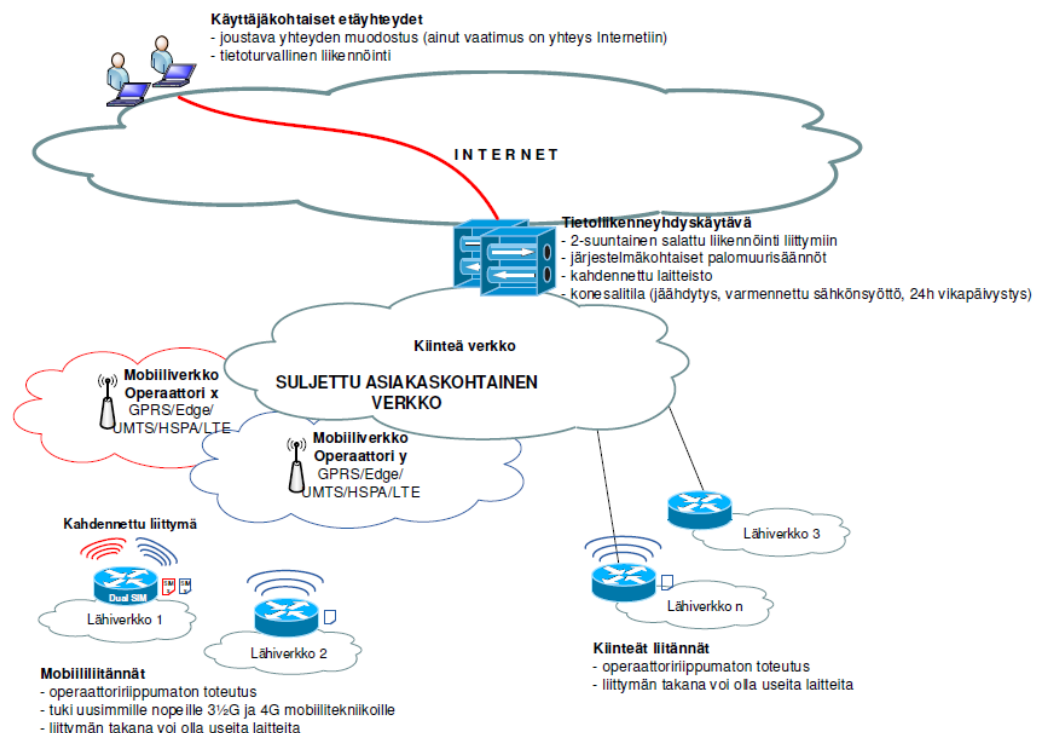 Käyttäjäkohtaiset etäyhteydet
- joustava yhteyden muodostus (ainut vaatimus on yhteys Internetiin)
- tietoturvallinen liikennöinti
INTERNET
Tietoliikenneyhdyskäytävä
- 2-suuntainen salattu liikennöinti liittymiin
- järjestelmäkohtaiset palomuurisäännöt
- kahdennettu laitteisto
- konesalitila (jäähdytys, varmennettu sähkönsyöttö, 24h vikapäivystys)
Kiinteä verkko
SULJETTU ASIAKASKOHTAINEN
VERKKO
Mobiiliverkko
Operaattori x
GPRS/Edge/
UMTS/HSPA/LTE
Mobiiliverkko
Operaattori y
GPRS/Edge/
UMTS/HSPA/LTE
Kahdennettu liittymä
Dual SIM
SIM
SIM
Lähiverkko 1
Lähiverkko 2
Lähiverkko 3
Lähiverkko n
Mobiililiitännät
- operaattoririippumaton toteutus
- tuki uusimmille nopeille 3½G ja 4G mobiilitekniikoille
- liittymän takana voi olla useita laitteita
Kiinteät liitännät
- operaattoririippumaton toteutus
- liittymän takana voi olla useita laitteita